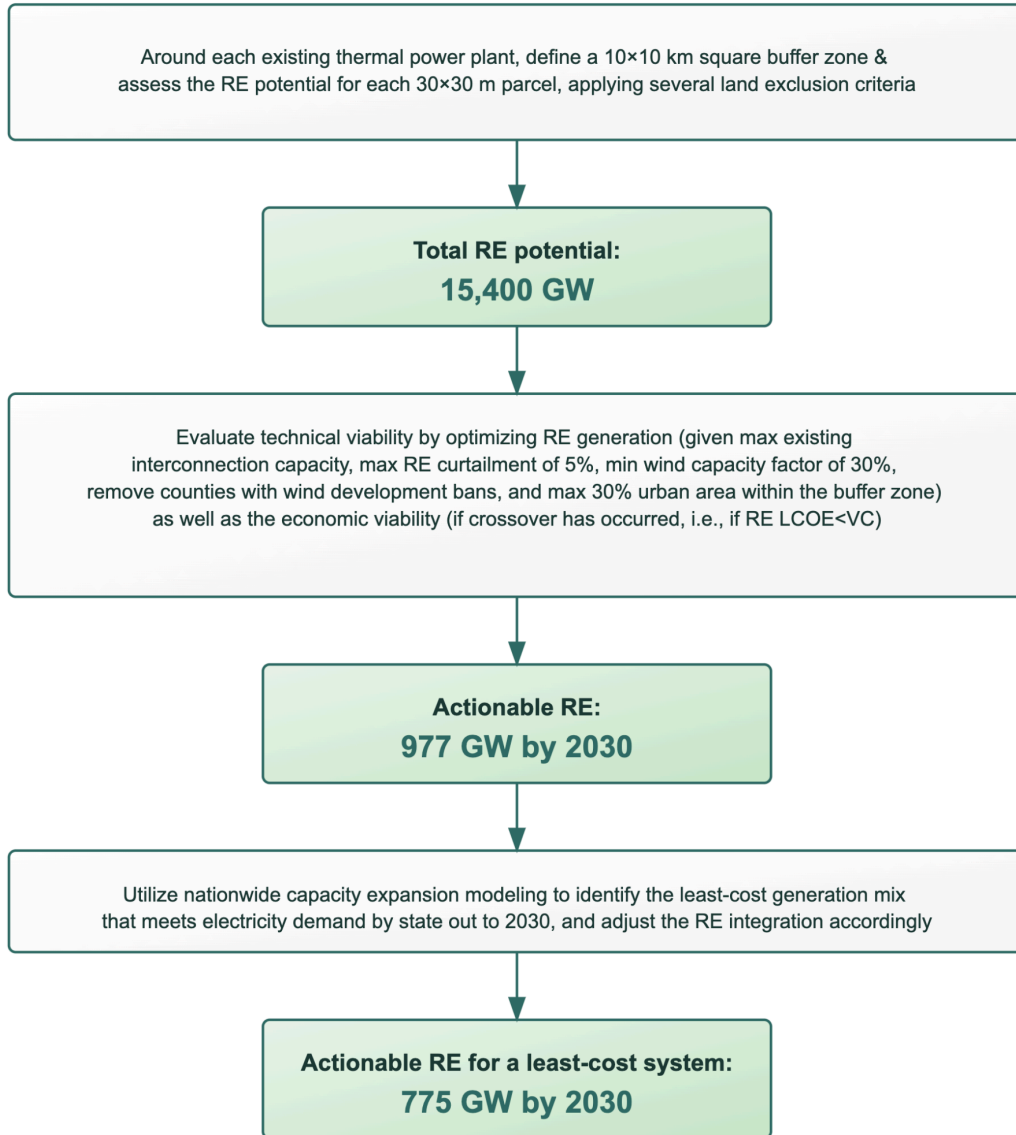 Around each existing thermal power plant, define a 10×10 km square buffer zone &
assess the RE potential for each 30×30 m parcel, applying several land exclusion criteria
Total RE potential:
15,400 GW
Evaluate technical viability by optimizing RE generation (given max existing
interconnection capacity, max RE curtailment of 5%, min wind capacity factor of 30%,
remove counties with wind development bans, and max 30% urban area within the buffer zone)
as well as the economic viability (if crossover has occurred, i.e., if RE LCOE<VC)
Actionable RE:
977 GW by 2030
Utilize nationwide capacity expansion modeling to identify the least-cost generation mix
that meets electricity demand by state out to 2030, and adjust the RE integration accordingly
Actionable RE for a least-cost system:
775 GW by 2030